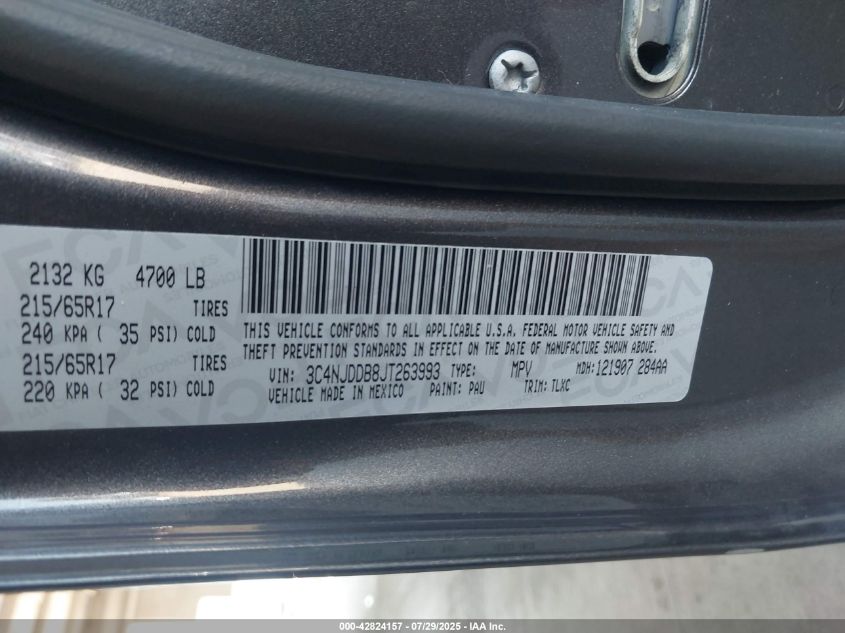 2132 KG 4700 LB
215/65R17 TIRES
240 KPA ( 35 PSI) COLD
215/65R17 TIRES
220 KPA ( 32 PSI) COLD
THIS VEHICLE CONFORMS TO ALL APPLICABLE U.S.A. FEDERAL MOTOR VEHICLE SAFETY AND
THEFT PREVENTION STANDARDS IN EFFECT ON THE DATE OF MANUFACTURE SHOWN ABOVE.
VIN: 3C4NJDDB8JT263993 TYPE: MPV MDH:121907 284AA
VEHICLE MADE IN MEXICO PAINT: PAU TRIM: TLXC
000-42824157 - 07/29/2025 - IAA Inc.